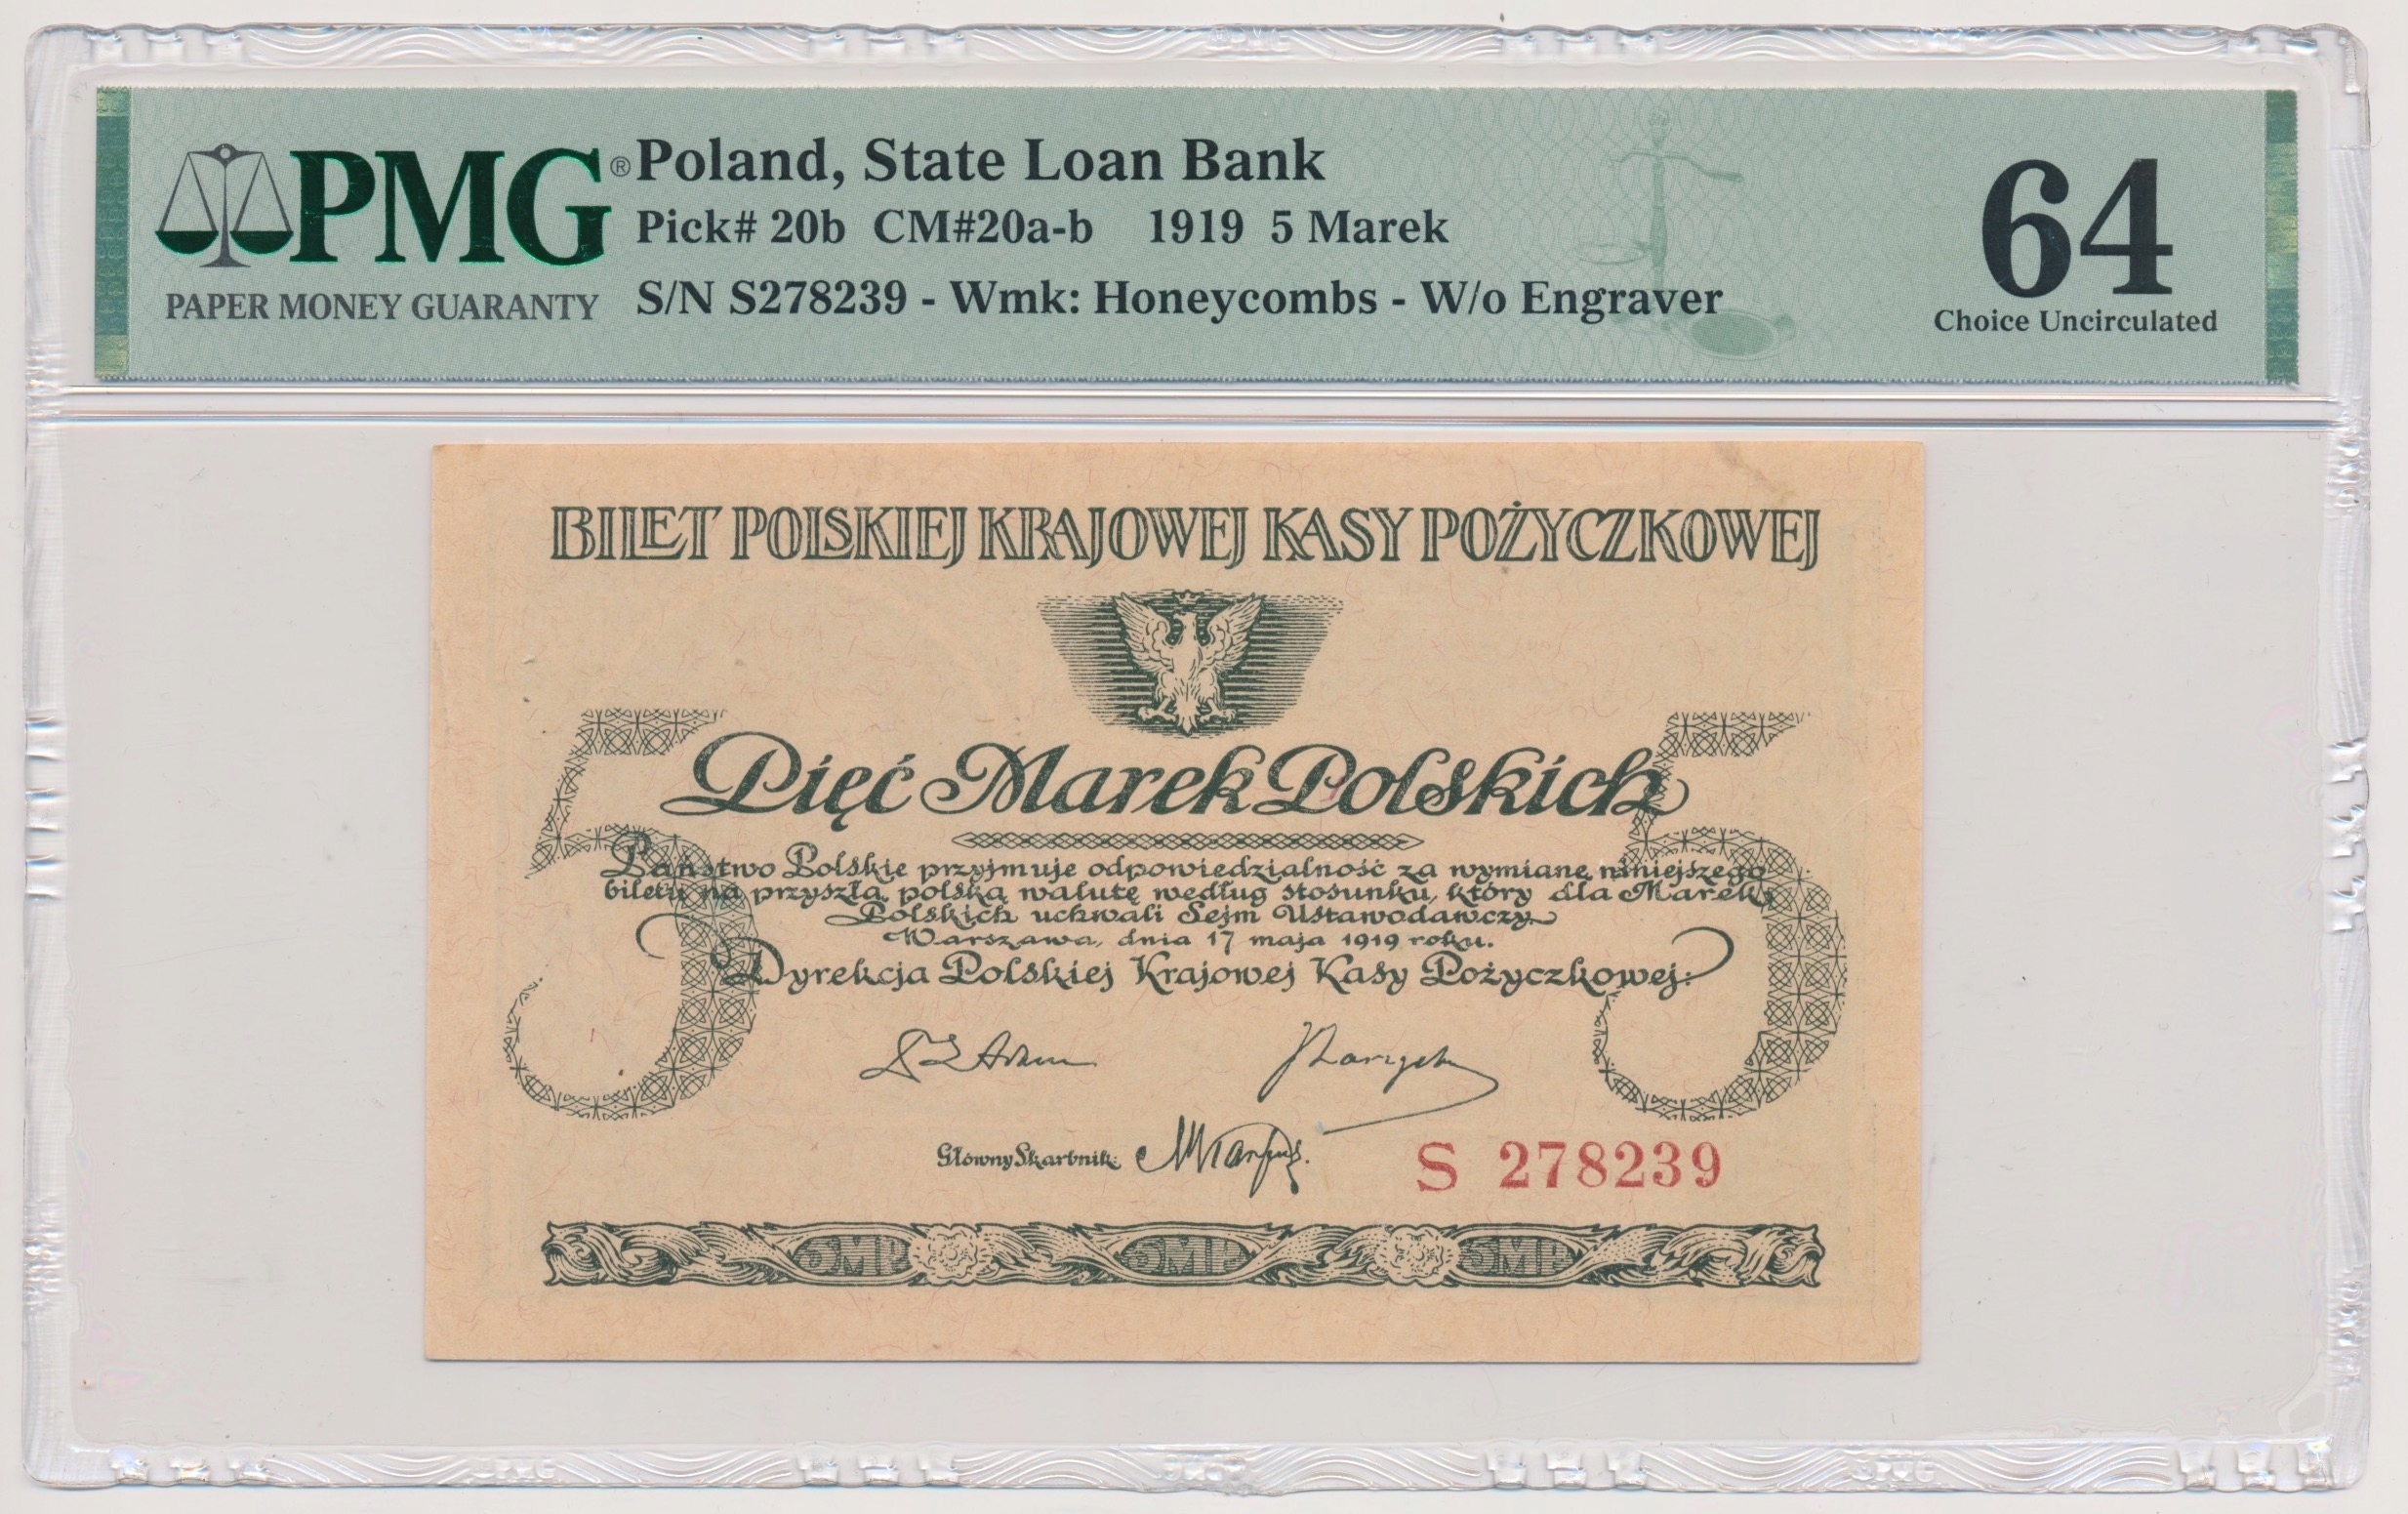 PMG®
PAPER MONEY GUARANTY
Poland, State Loan Bank
Pick# 20b CM#20a-b 1919 5 Marek
S/N S278239 - Wmk: Honeycombs - W/o Engraver
64
Choice Uncirculated
BILET POLSKIEJ KRAJOWEJ KASY POŻYCZKOWEJ
5 5
Pięć Marek Polskich
Państwo Polskie przyjmuje odpowiedzialność za wymianę niniejszego
biletu na przyszłą polską walutę według stosunku, który dla Marek
Polskich uchwali Sejm Ustawodawczy.
Warszawa, dnia 17 maja 1919 roku.
Dyrekcja Polskiej Krajowej Kasy Pożyczkowej:
Główny Skarbnik:
S 278239
5MP 5MP 5MP